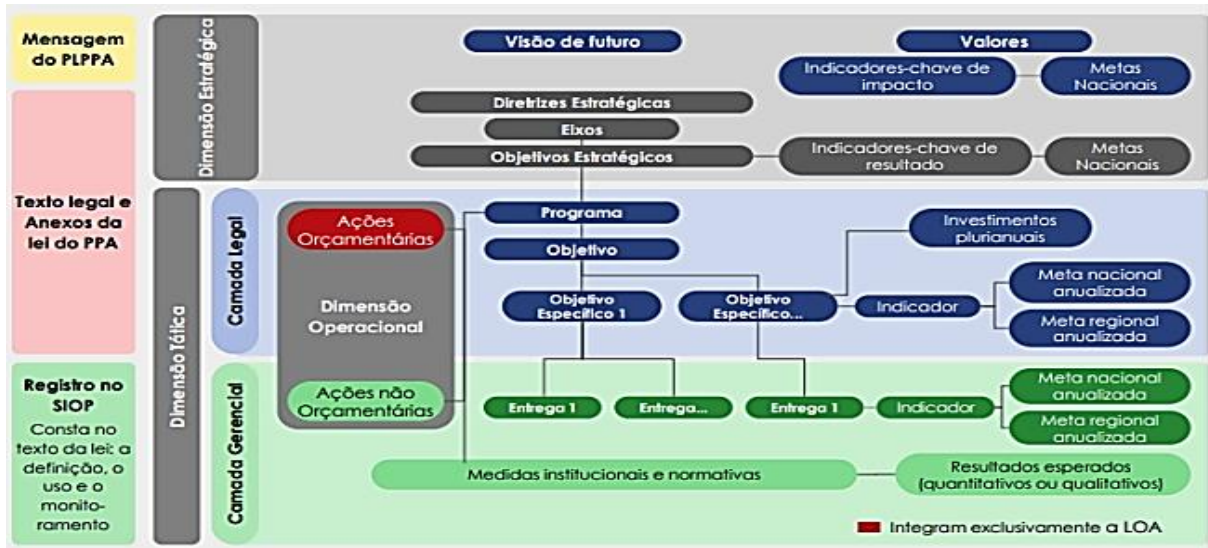 Mensagem
do PLPPA
Texto legal e
Anexos da
lei do PPA
Registro no
SIOP
Consta no
texto da lei: a
definição, o
uso e o
monito-
ramento
Dimensão Estratégica
Visão de futuro
Valores
Indicadores-chave de
impacto
Metas
Nacionais
Diretrizes Estratégicas
Eixos
Objetivos Estratégicos
Indicadores-chave de
resultado
Metas
Nacionais
Dimensão Tática
Camada Legal
Ações
Orçamentárias
Dimensão
Operacional
Ações não
Orçamentárias
Programa
Objetivo
Objetivo
Específico 1
Objetivo
Específico...
Investimentos
plurianuais
Indicador
Meta nacional
anualizada
Meta regional
anualizada
Camada Gerencial
Entrega 1
Entrega...
Entrega 1
Indicador
Meta nacional
anualizada
Meta regional
anualizada
Medidas institucionais e normativas
Resultados esperados
(quantitativos ou qualitativos)
Integram exclusivamente a LOA